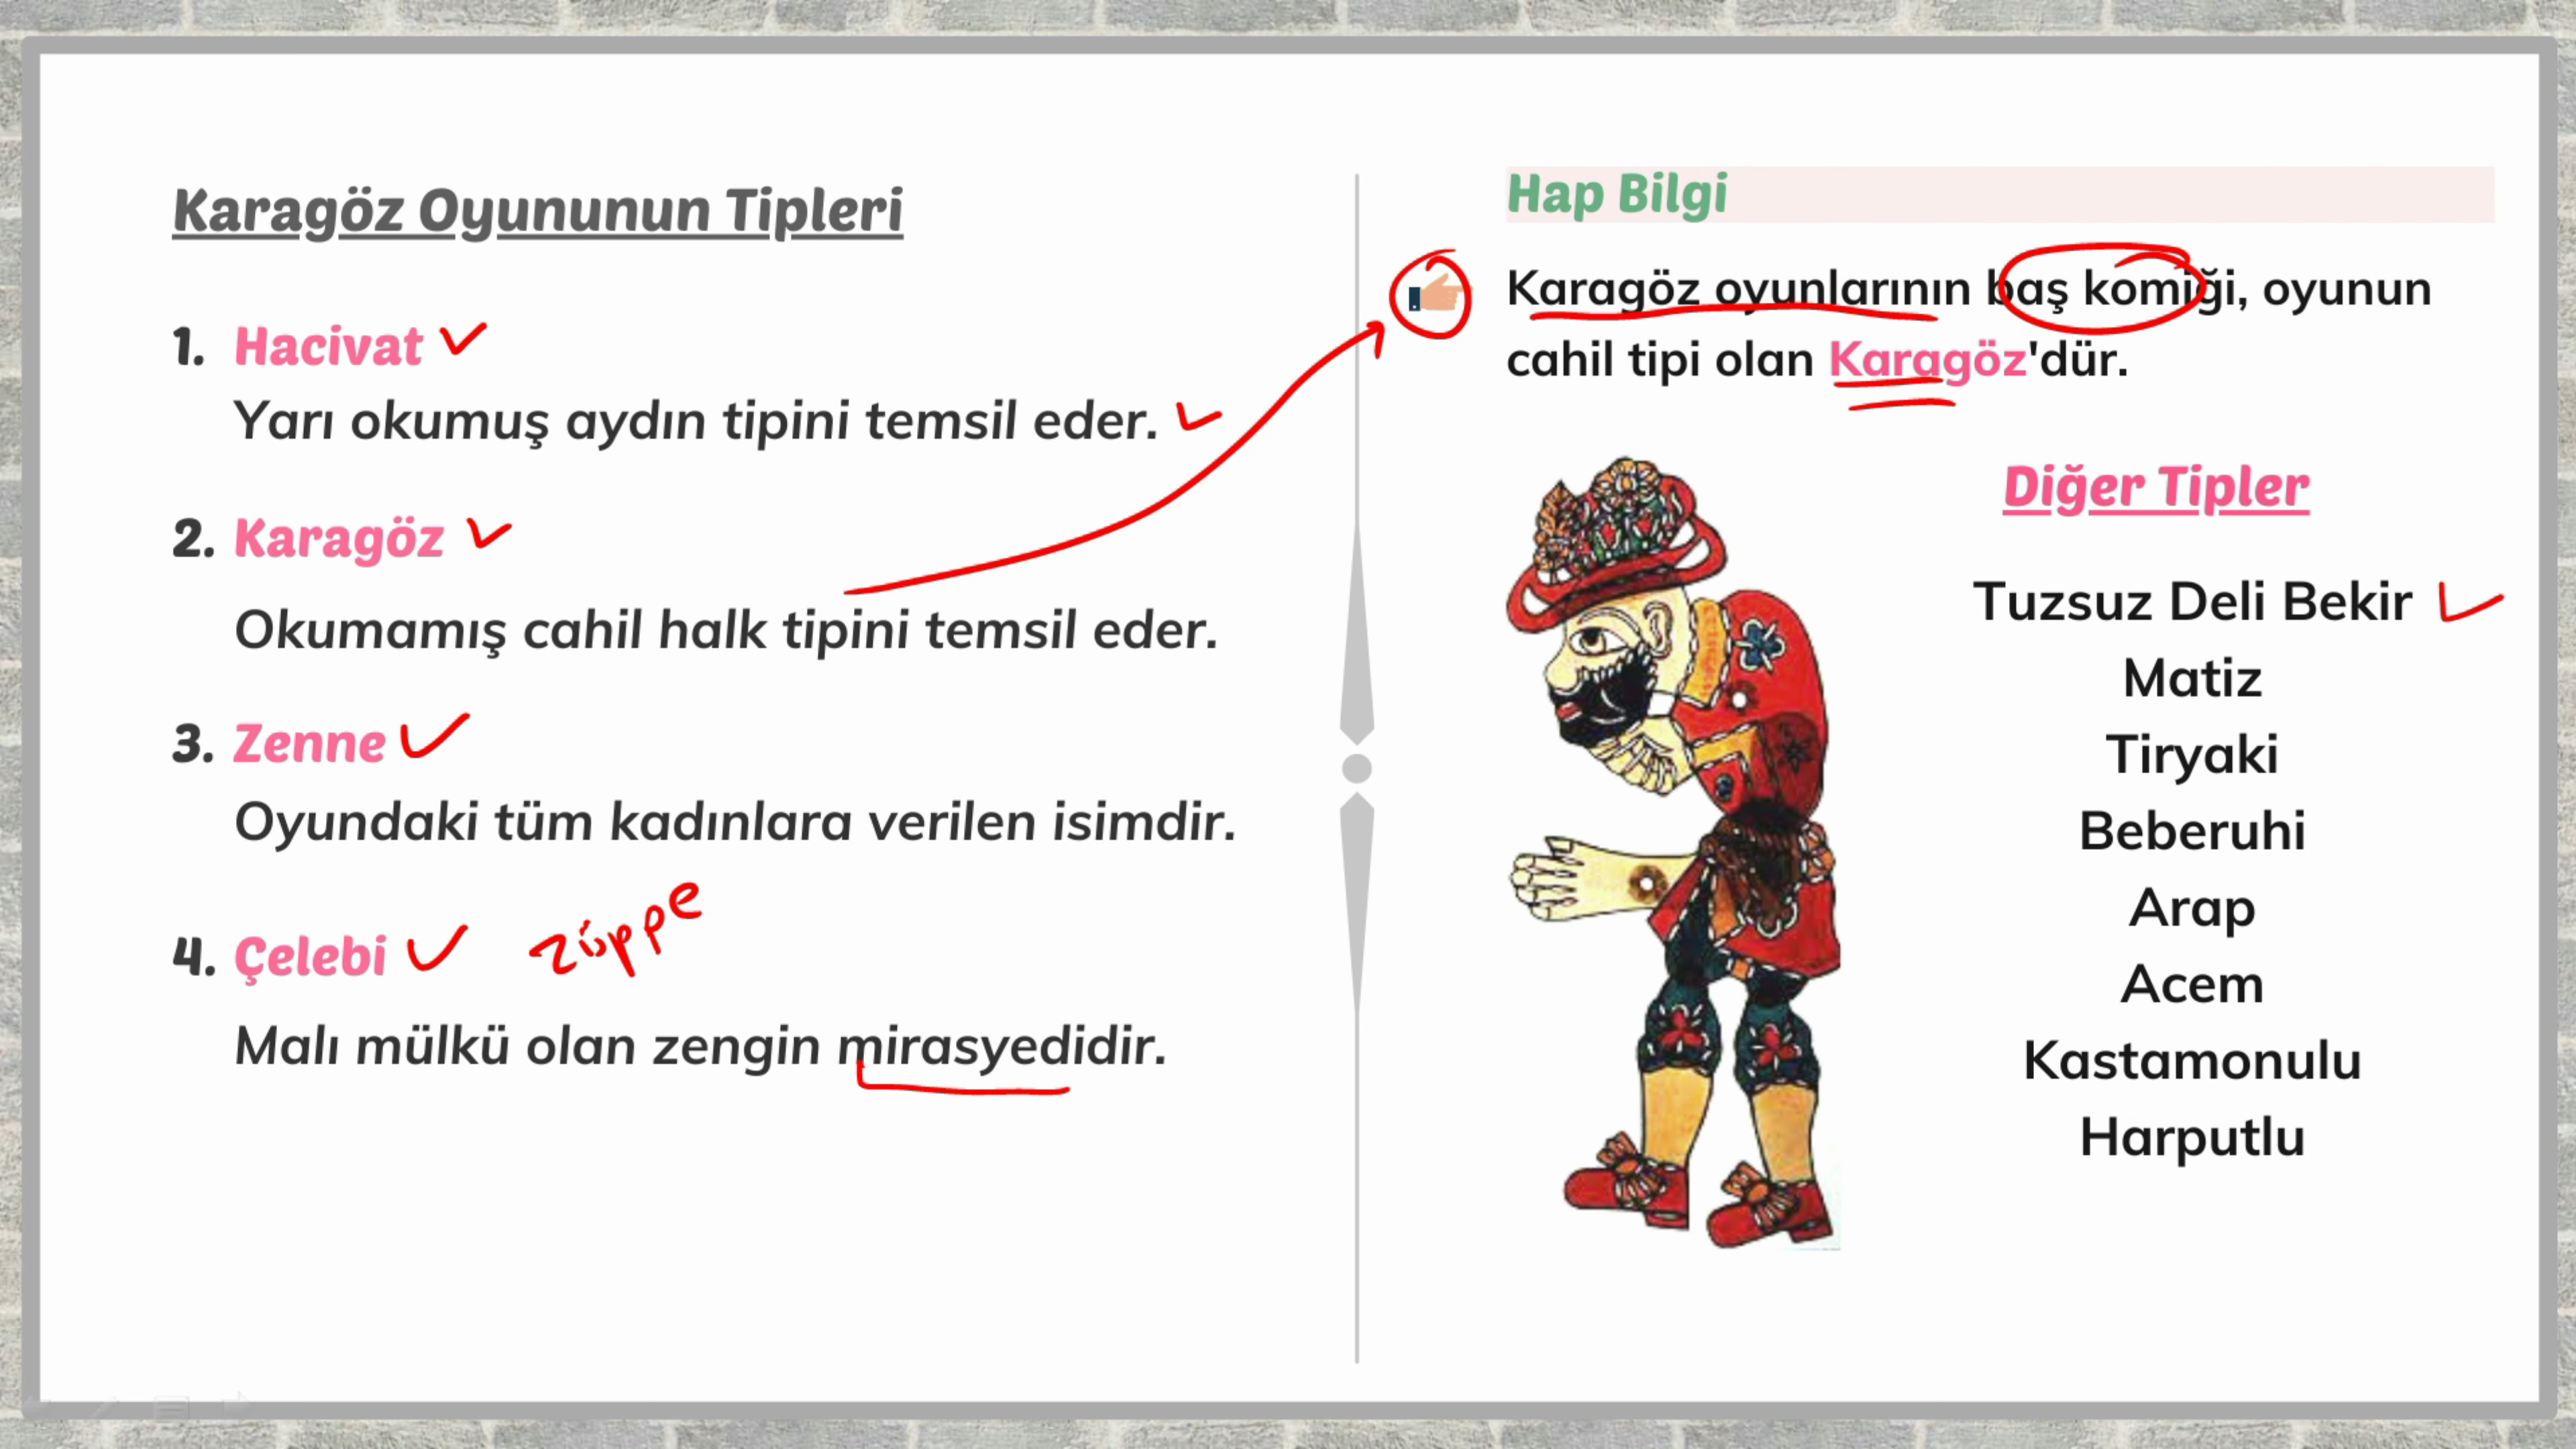 Karagöz Oyununun Tipleri
1. Hacivat
Yarı okumuş aydın tipini temsil eder.
2. Karagöz
Okumamış cahil halk tipini temsil eder.
3. Zenne
Oyundaki tüm kadınlara verilen isimdir.
4. Çelebi züppe
Malı mülkü olan zengin mirasyedidir.
Hap Bilgi
Karagöz oyunlarının baş komiği, oyunun
cahil tipi olan Karagöz'dür.
Diğer Tipler
Tuzsuz Deli Bekir
Matiz
Tiryaki
Beberuhi
Arap
Acem
Kastamonulu
Harputlu